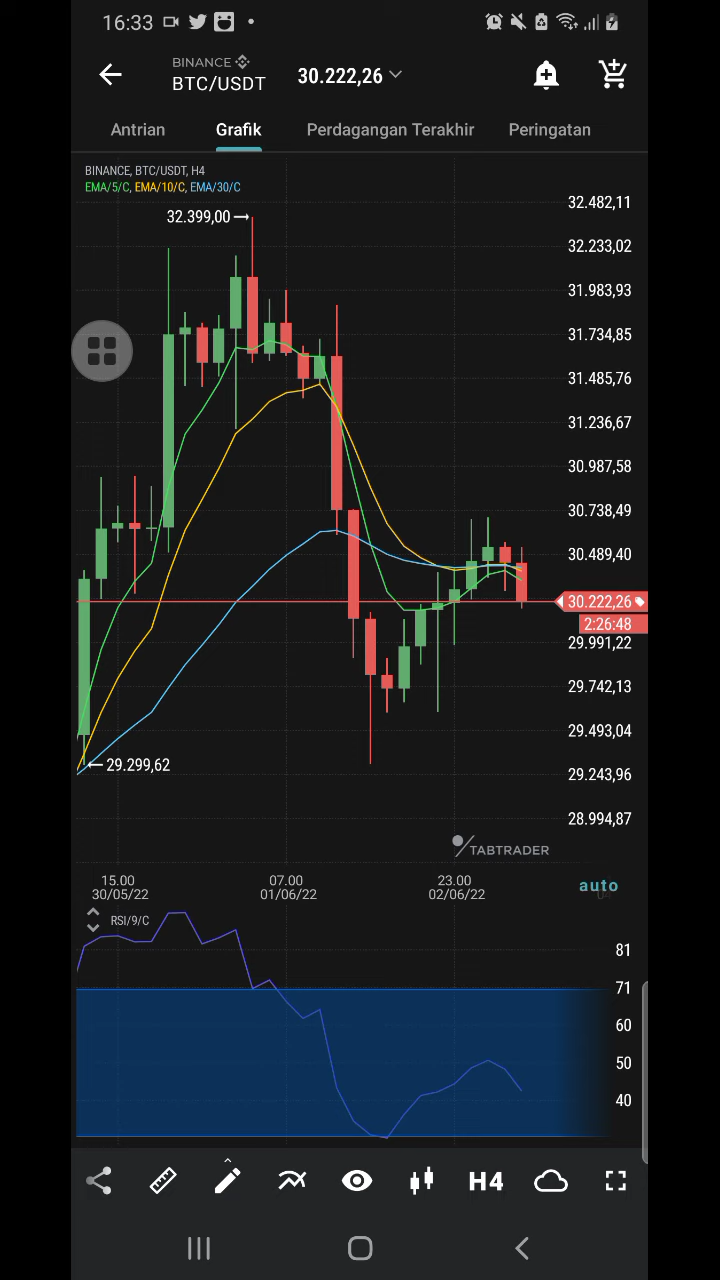 16:33
BINANCE
BTC/USDT
30.222,26
Antrian
Grafik
Perdagangan Terakhir
Peringatan
BINANCE, BTC/USDT, H4
EMA/5/C, EMA/10/C, EMA/30/C
32.399,00
32.482,11
32.233,02
31.983,93
31.734,85
31.485,76
31.236,67
30.987,58
30.738,49
30.489,40
30.222,26
2:26:48
29.991,22
29.742,13
29.493,04
29.243,96
28.994,87
29.299,62
TABTRADER
15.00
30/05/22
07.00
01/06/22
23.00
02/06/22
auto
RSI/9/C
81
71
60
50
40
H4